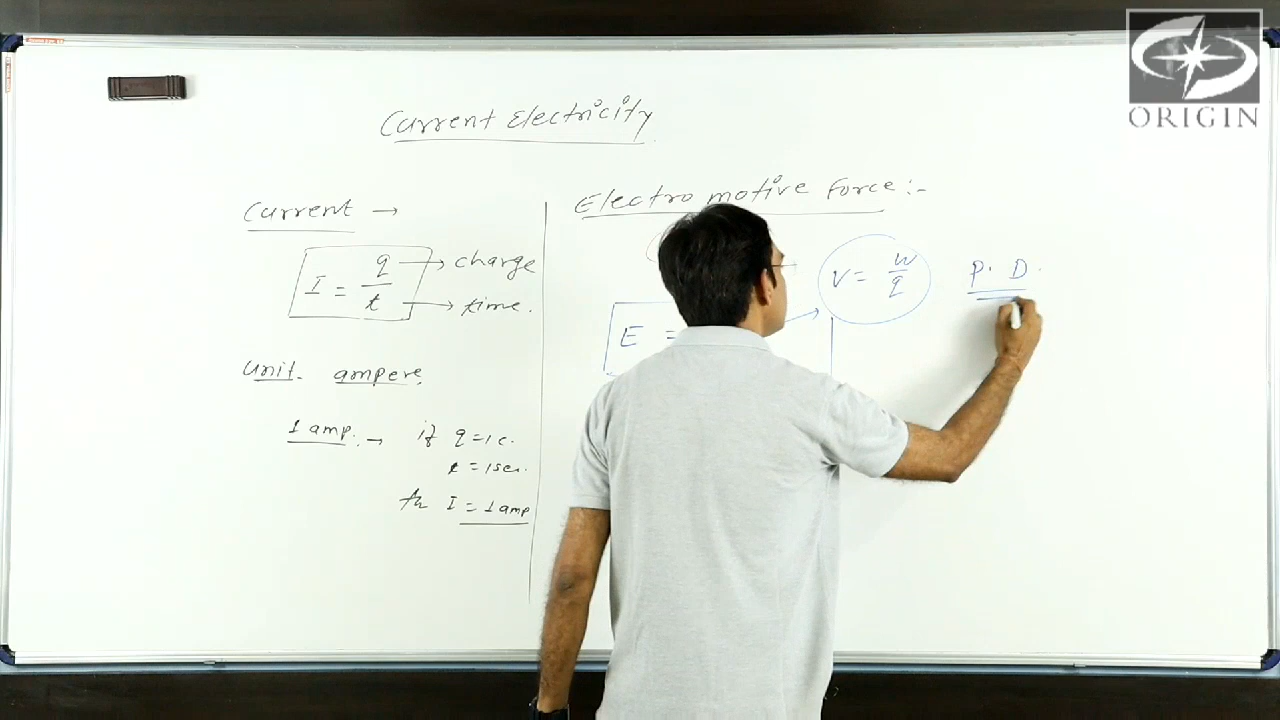 ORIGIN
Current Electricity
Current →
I = q/t
charge
time.
Unit. ampere.
1 amp. → if q = 1 c.
t = 1 sec.
I = 1 amp
Electro motive Force :-
E =
V = w/q
P. D.